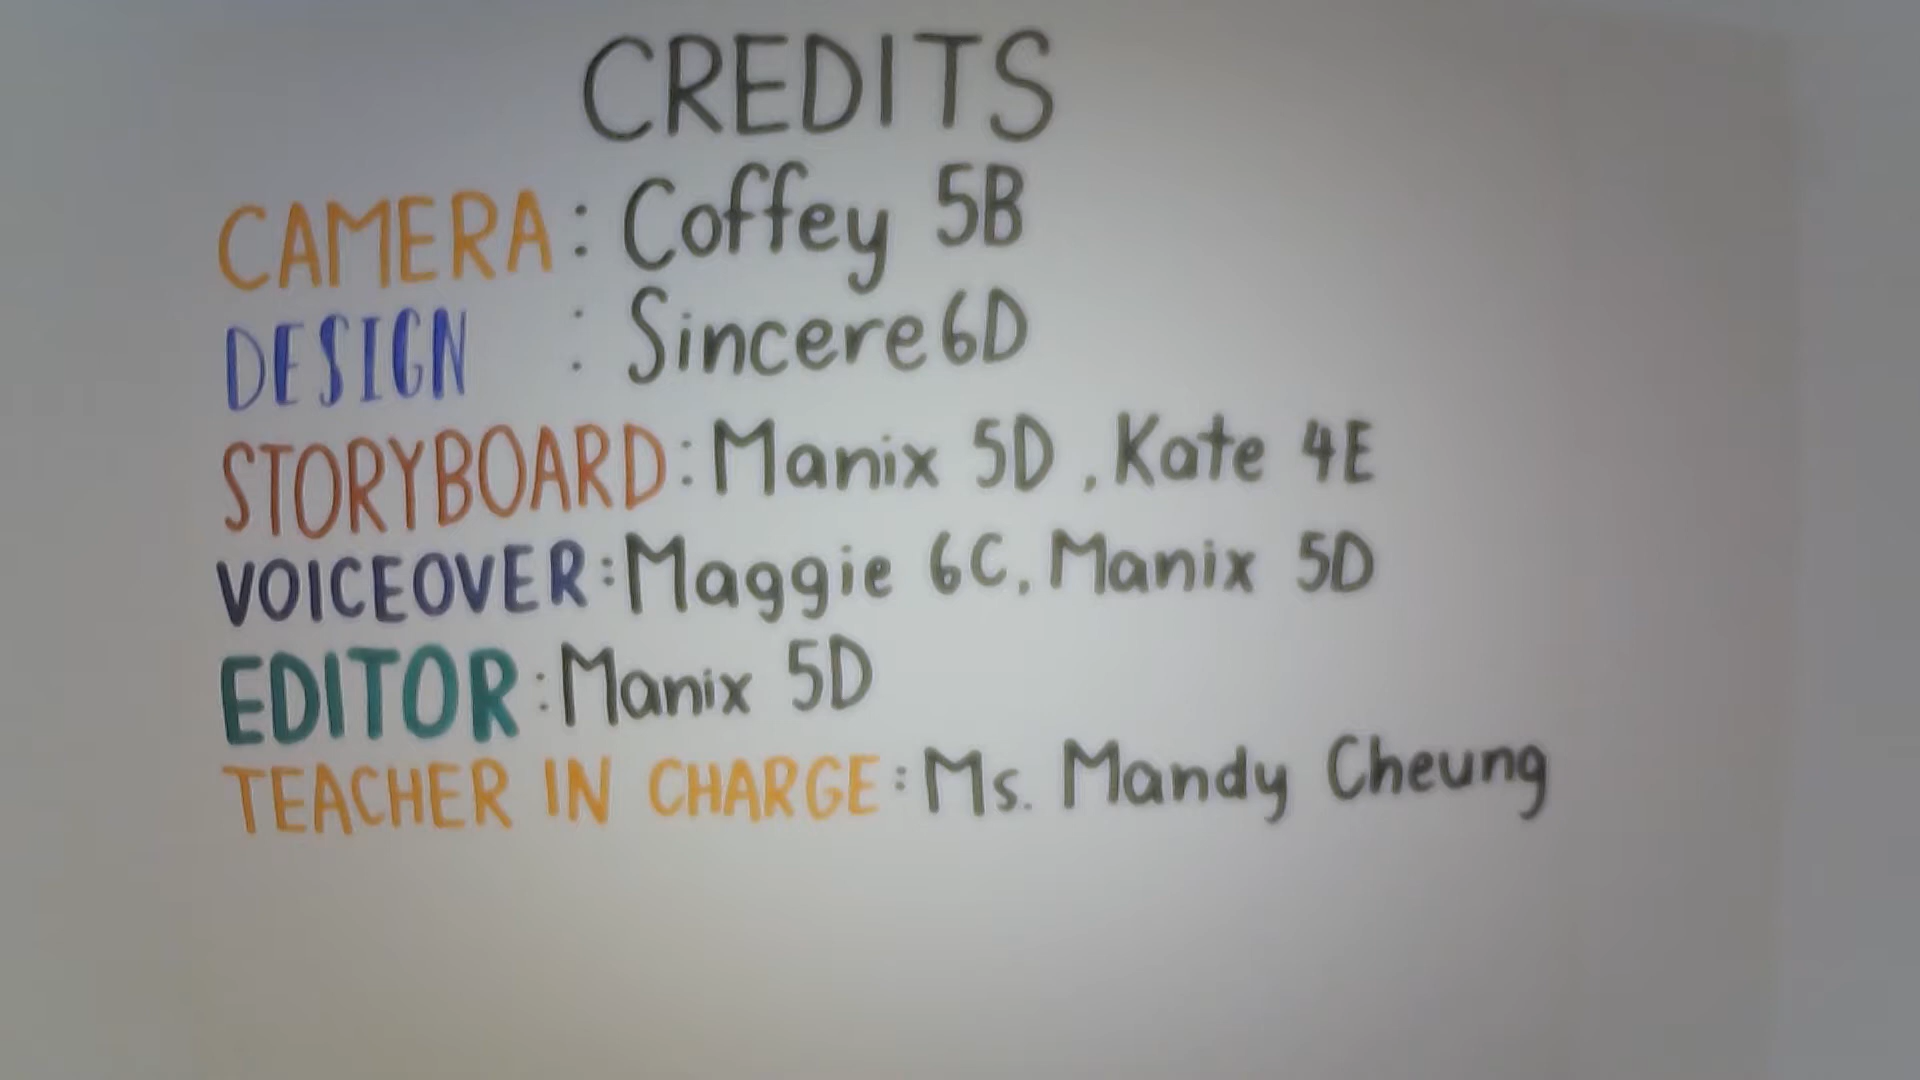 CREDITS
CAMERA: Coffey 5B
DESIGN : Sincere 6D
STORYBOARD: Manix 5D, Kate 4E
VOICEOVER: Maggie 6C, Manix 5D
EDITOR: Manix 5D
TEACHER IN CHARGE: Ms. Mandy Cheung